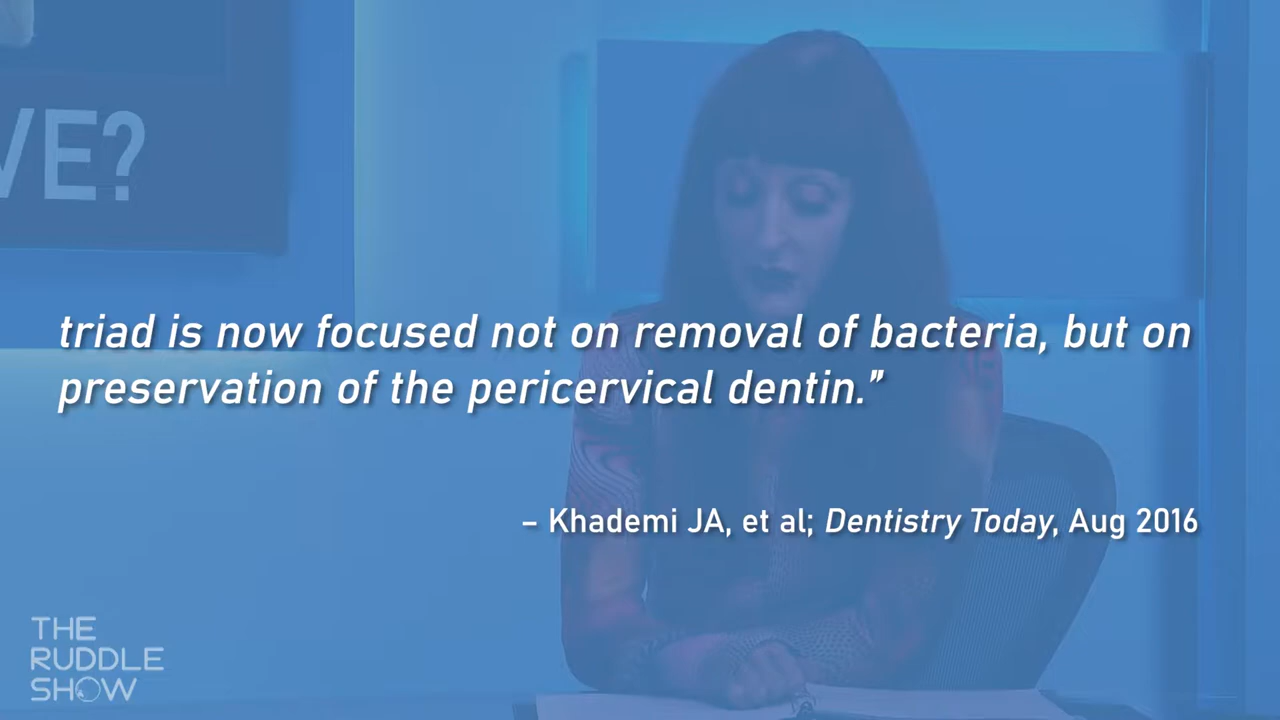 VE?
triad is now focused not on removal of bacteria, but on
preservation of the pericervical dentin.”
– Khademi JA, et al; Dentistry Today, Aug 2016
THE
RUDDLE
SHOW